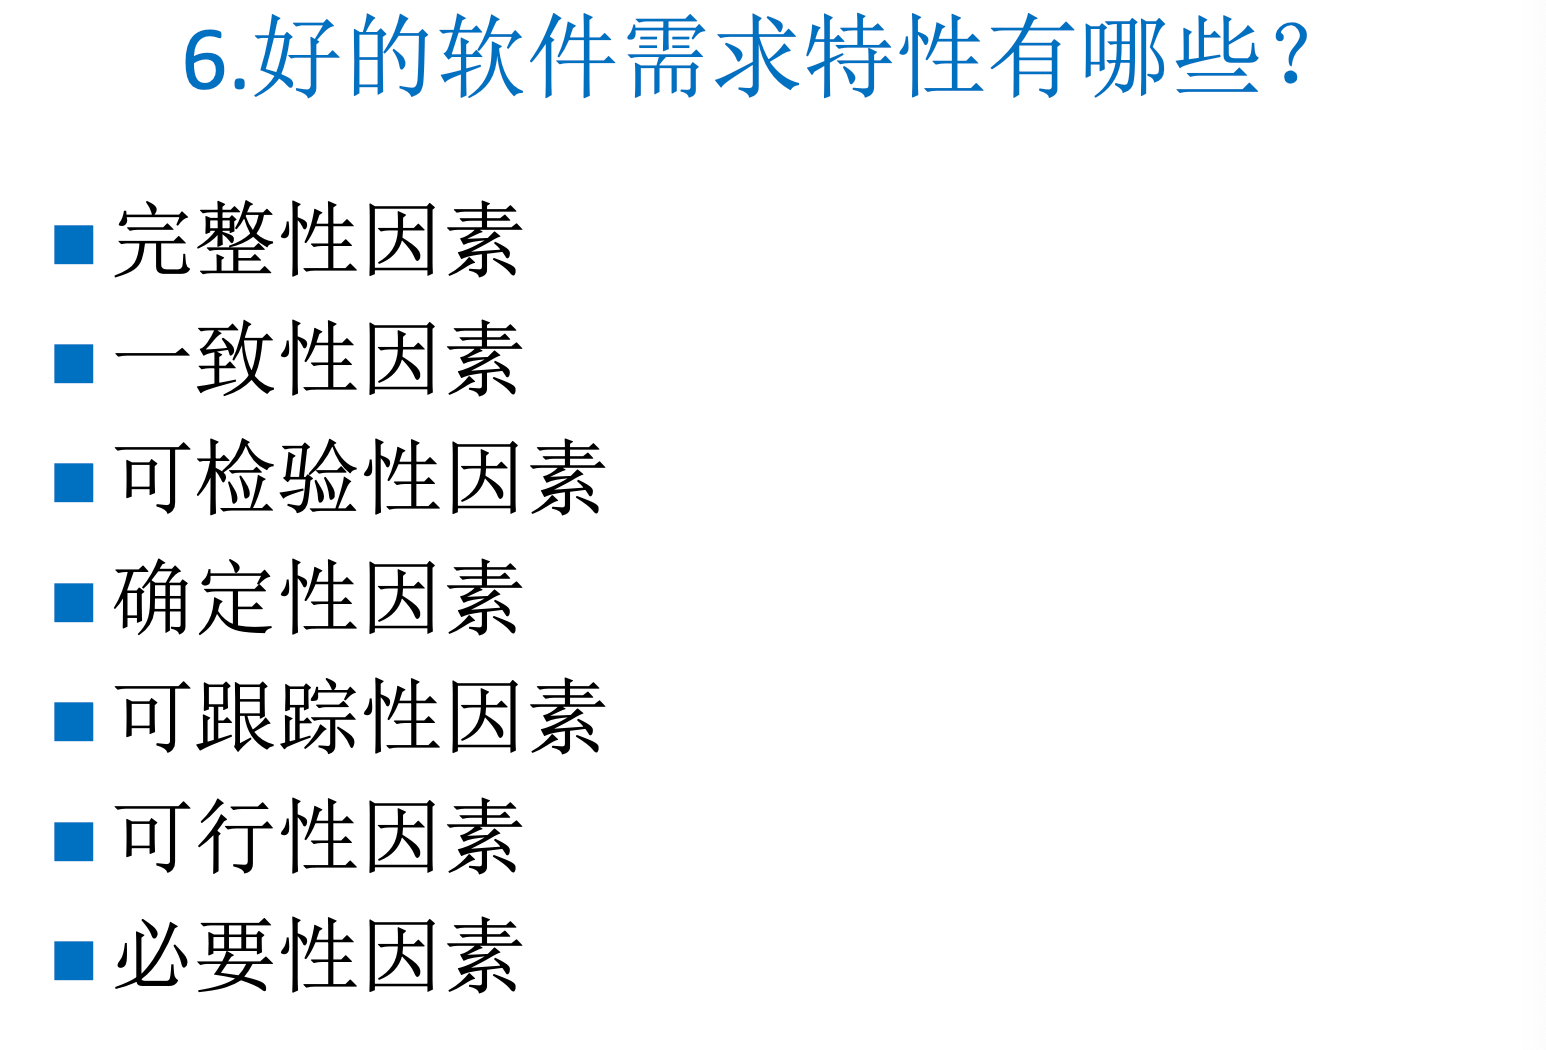 6.好的软件需求特性有哪些？
完整性因素
一致性因素
可检验性因素
确定性因素
可跟踪性因素
可行性因素
必要性因素